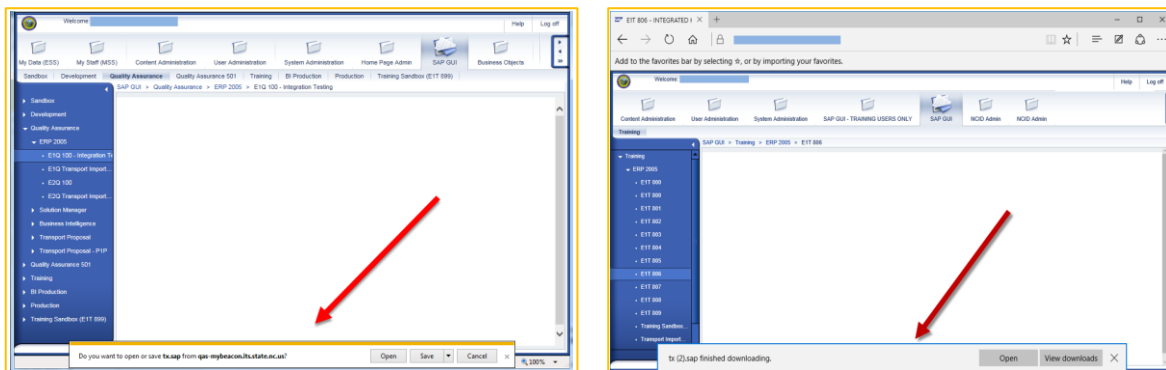 Welcome
Help Log off
My Data (ESS) My Staff (MSS) Content Administration User Administration System Administration Home Page Admin SAP GUI Business Objects
Sandbox Development Quality Assurance Quality Assurance 501 Training BI Production Production Training Sandbox (E1T 899)
SAP GUI > Quality Assurance > ERP 2005 > E1Q 100 - Integration Testing
Sandbox
Development
Quality Assurance
ERP 2005
E1Q 100 - Integration Te
E1Q Transport Import...
E2Q 100
E2Q Transport Import...
Solution Manager
Business Intelligence
Transport Proposal
Transport Proposal - P1P
Quality Assurance 501
Training
BI Production
Production
Training Sandbox (E1T 899)
Do you want to open or save tx.sap from qas-mybeacon.its.state.nc.us? Open Save Cancel
100%
E1T 806 - INTEGRATED H
Add to the favorites bar by selecting ☆, or by importing your favorites.
Welcome
Help Log off
Content Administration User Administration System Administration SAP GUI - TRAINING USERS ONLY SAP GUI NCID Admin NCID Admin
Training
SAP GUI > Training > ERP 2005 > E1T 806
Training
ERP 2005
E1T 000
E1T 800
E1T 801
E1T 802
E1T 803
E1T 804
E1T 805
E1T 806
E1T 807
E1T 808
E1T 809
Training Sandbox...
Transport Import...
tx (2).sap finished downloading. Open View downloads